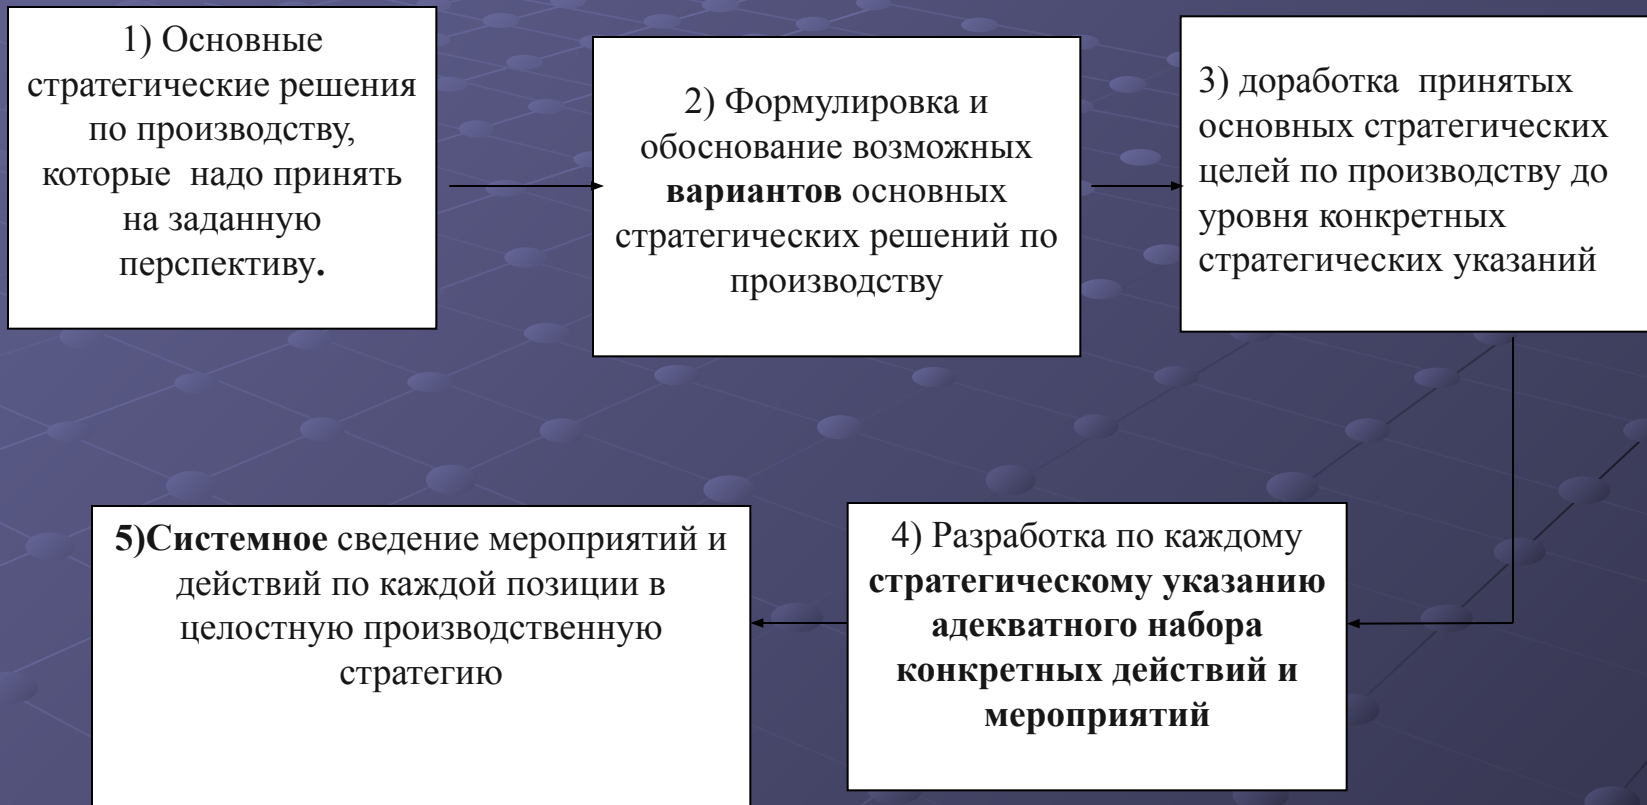 1) Основные
стратегические решения
по производству,
которые надо принять
на заданную
перспективу.
2) Формулировка и
обоснование возможных
вариантов основных
стратегических решений по
производству
3) доработка принятых
основных стратегических
целей по производству до
уровня конкретных
стратегических указаний
4) Разработка по каждому
стратегическому указанию
адекватного набора
конкретных действий и
мероприятий
5)Системное сведение мероприятий и
действий по каждой позиции в
целостную производственную
стратегию